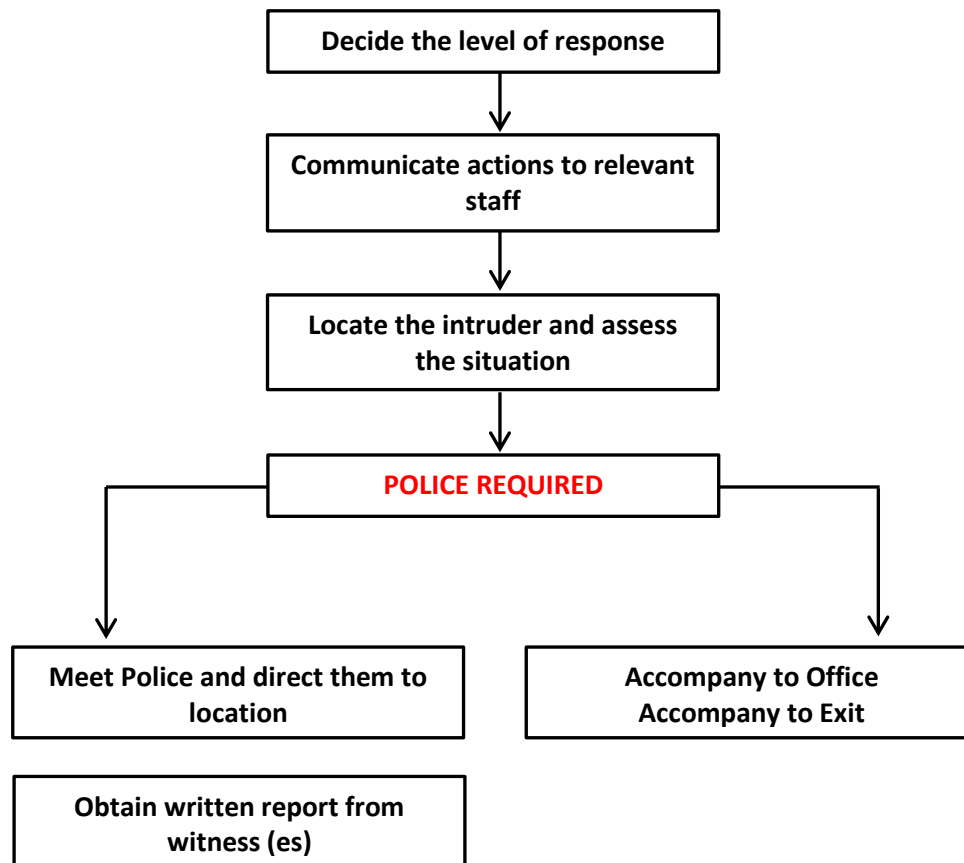 Decide the level of response
Communicate actions to relevant
staff
Locate the intruder and assess
the situation
POLICE REQUIRED
Meet Police and direct them to
location
Accompany to Office
Accompany to Exit
Obtain written report from
witness (es)